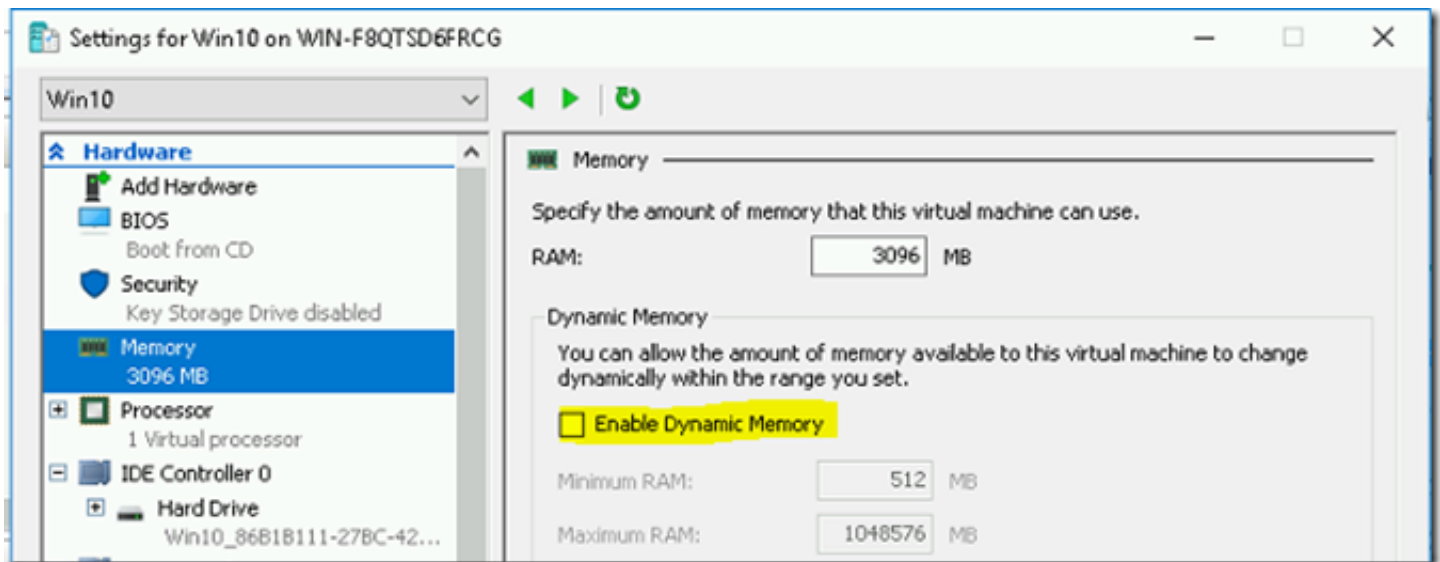 Settings for Win10 on WIN-F8QTSD6FRCG
Win10
Hardware
Add Hardware
BIOS
Boot from CD
Security
Key Storage Drive disabled
Memory
3096 MB
Processor
1 Virtual processor
IDE Controller 0
Hard Drive
Win10_86B1B111-27BC-42...
Memory
Specify the amount of memory that this virtual machine can use.
RAM: 3096 MB
Dynamic Memory
You can allow the amount of memory available to this virtual machine to change
dynamically within the range you set.
Enable Dynamic Memory
Minimum RAM: 512 MB
Maximum RAM: 1048576 MB